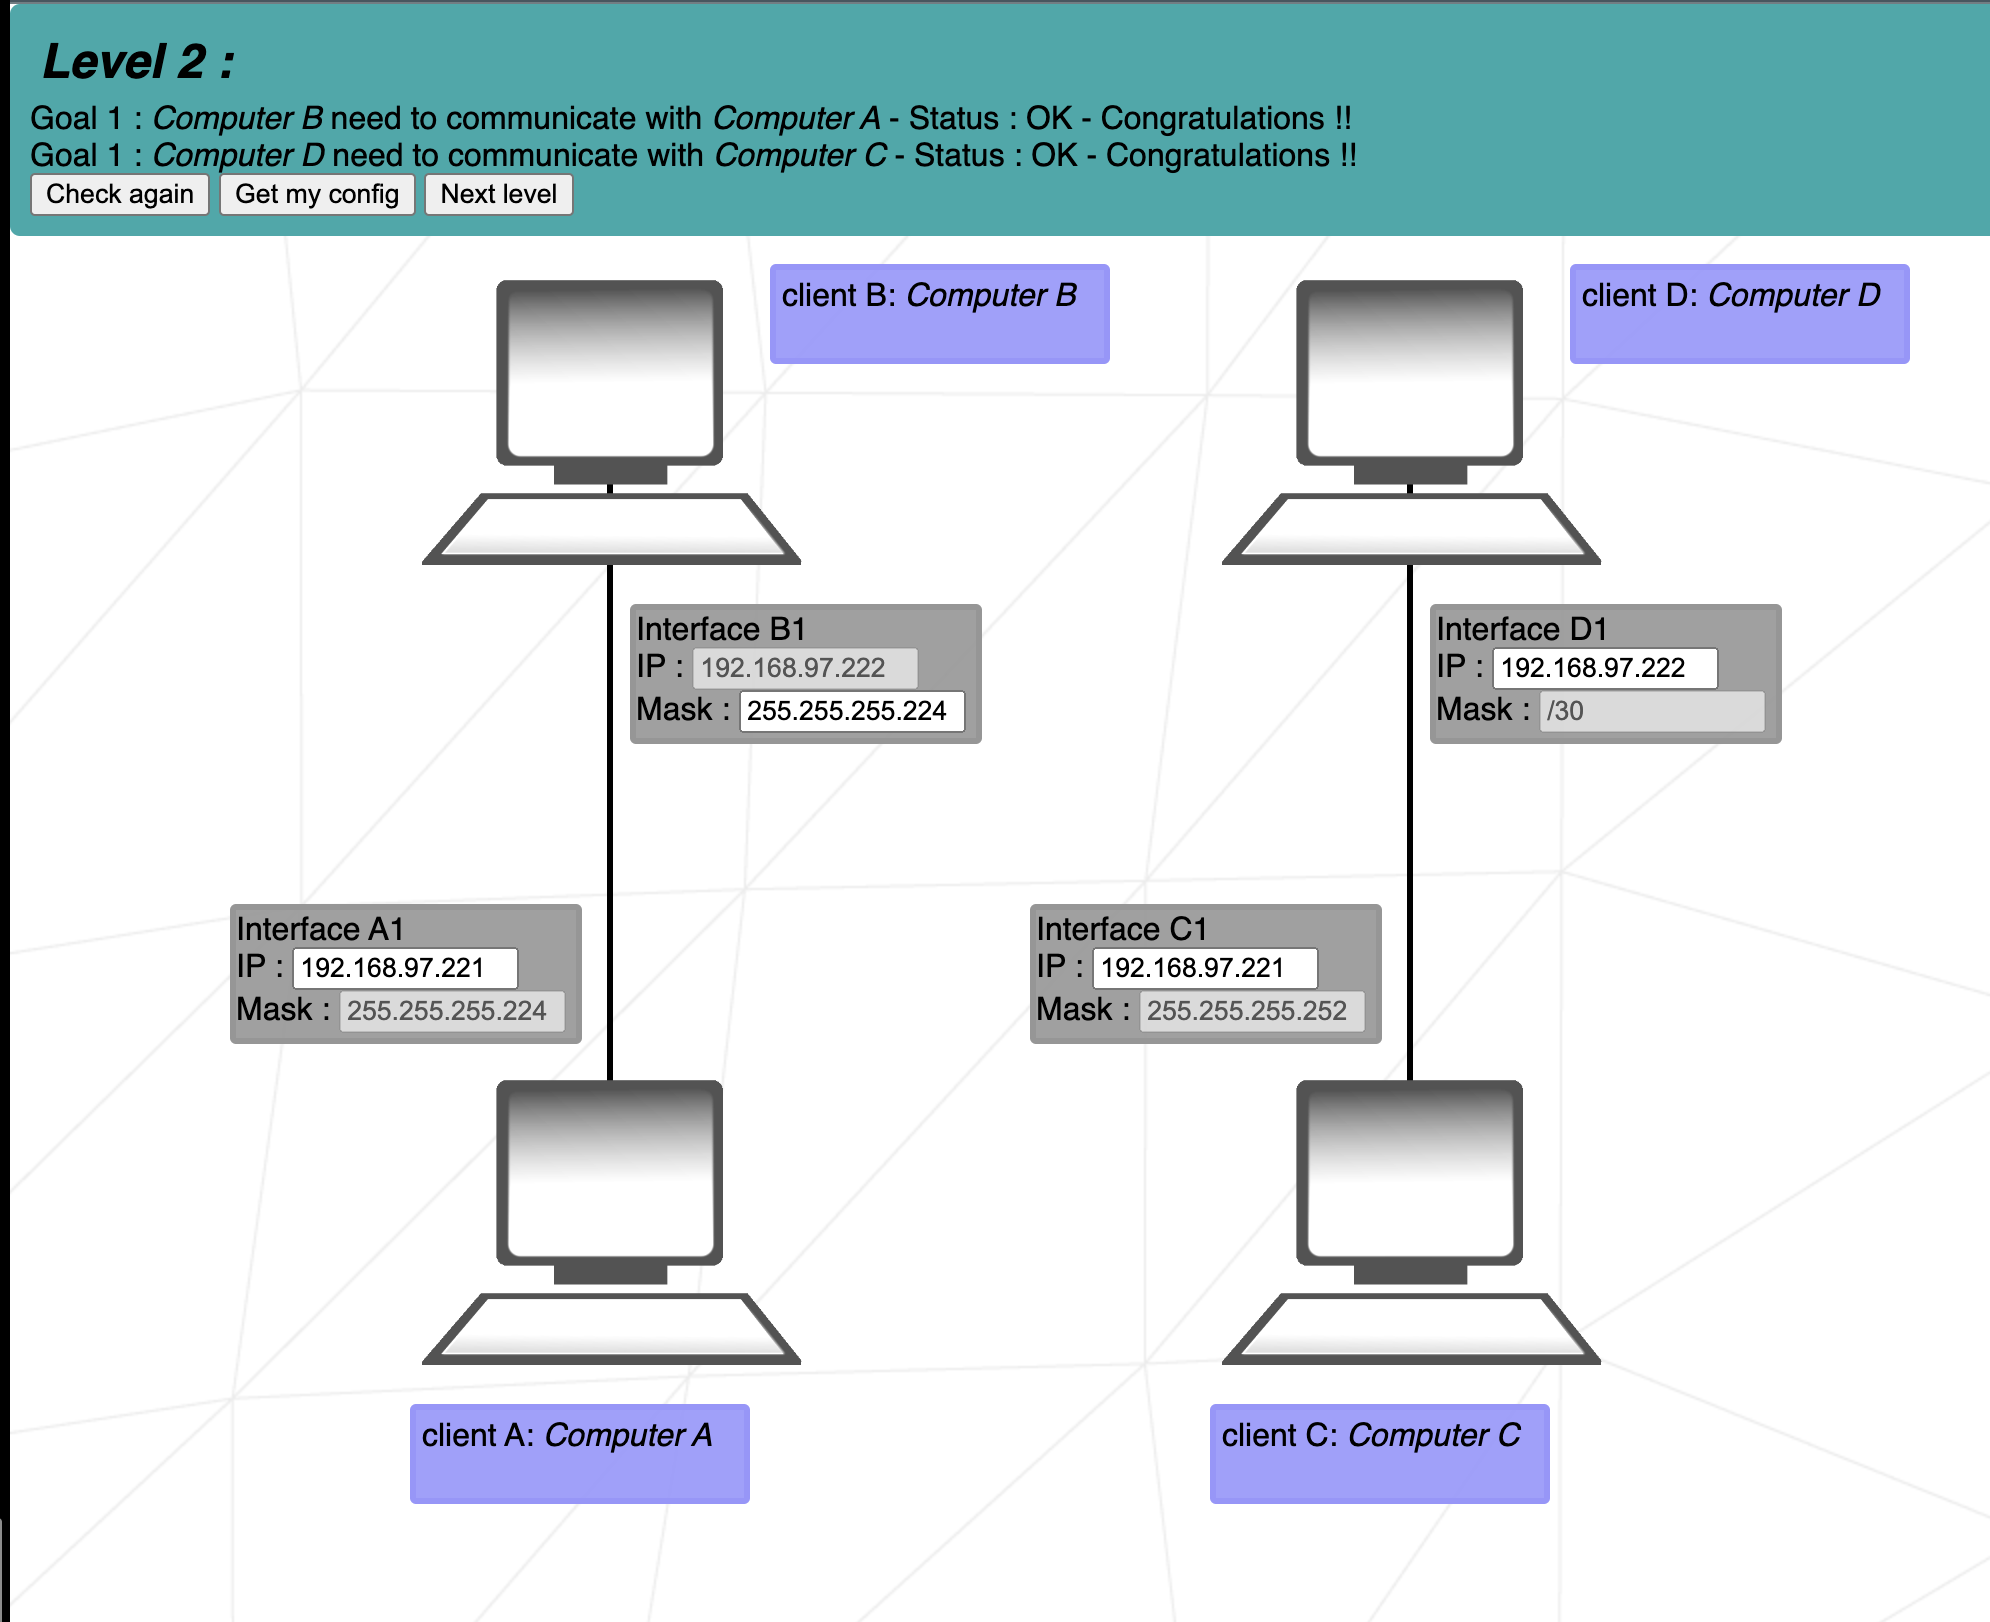 Level 2 :
Goal 1 : Computer B need to communicate with Computer A - Status : OK - Congratulations !!
Goal 1 : Computer D need to communicate with Computer C - Status : OK - Congratulations !!
Check again Get my config Next level
client B: Computer B
client D: Computer D
Interface B1
IP : 192.168.97.222
Mask : 255.255.255.224
Interface D1
IP : 192.168.97.222
Mask : /30
Interface A1
IP : 192.168.97.221
Mask : 255.255.255.224
Interface C1
IP : 192.168.97.221
Mask : 255.255.255.252
client A: Computer A
client C: Computer C